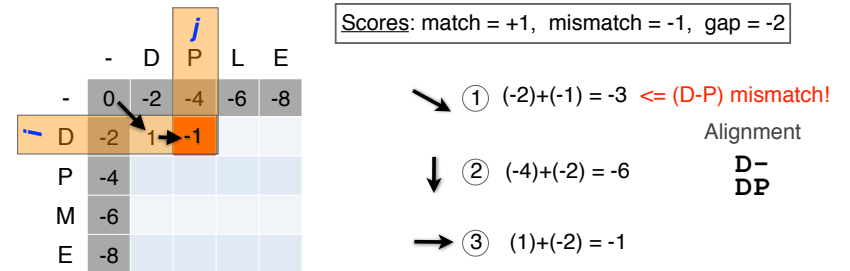 Scores: match = +1, mismatch = -1, gap = -2
j
- D P L E
- 0 -2 -4 -6 -8
i D -2 1 -1
P -4
M -6
E -8
1 (-2)+(-1) = -3 <= (D-P) mismatch!
Alignment
2 (-4)+(-2) = -6
D–
DP
3 (1)+(-2) = -1